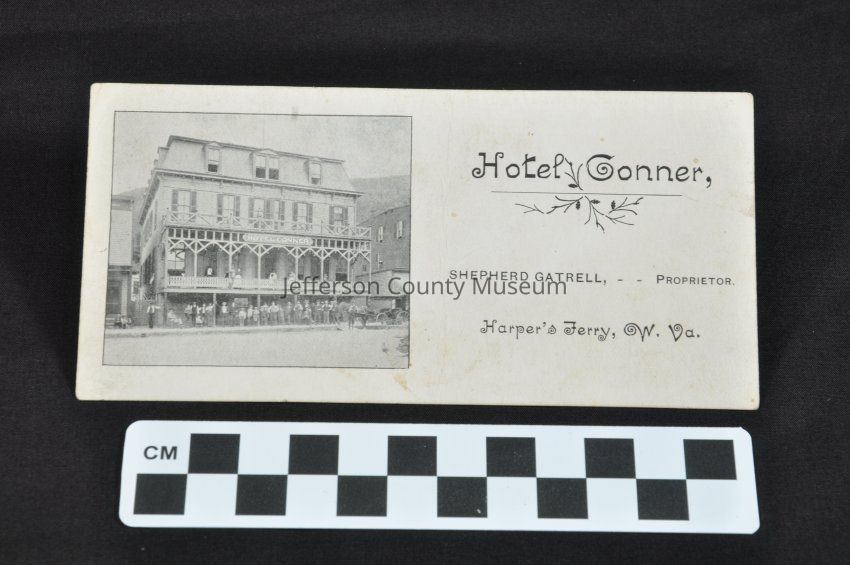 Hotel Conner,
HOTEL CONNER
SHEPHERD GATRELL, - - PROPRIETOR.
Jefferson County Museum
Harper's Ferry, W. Va.
CM